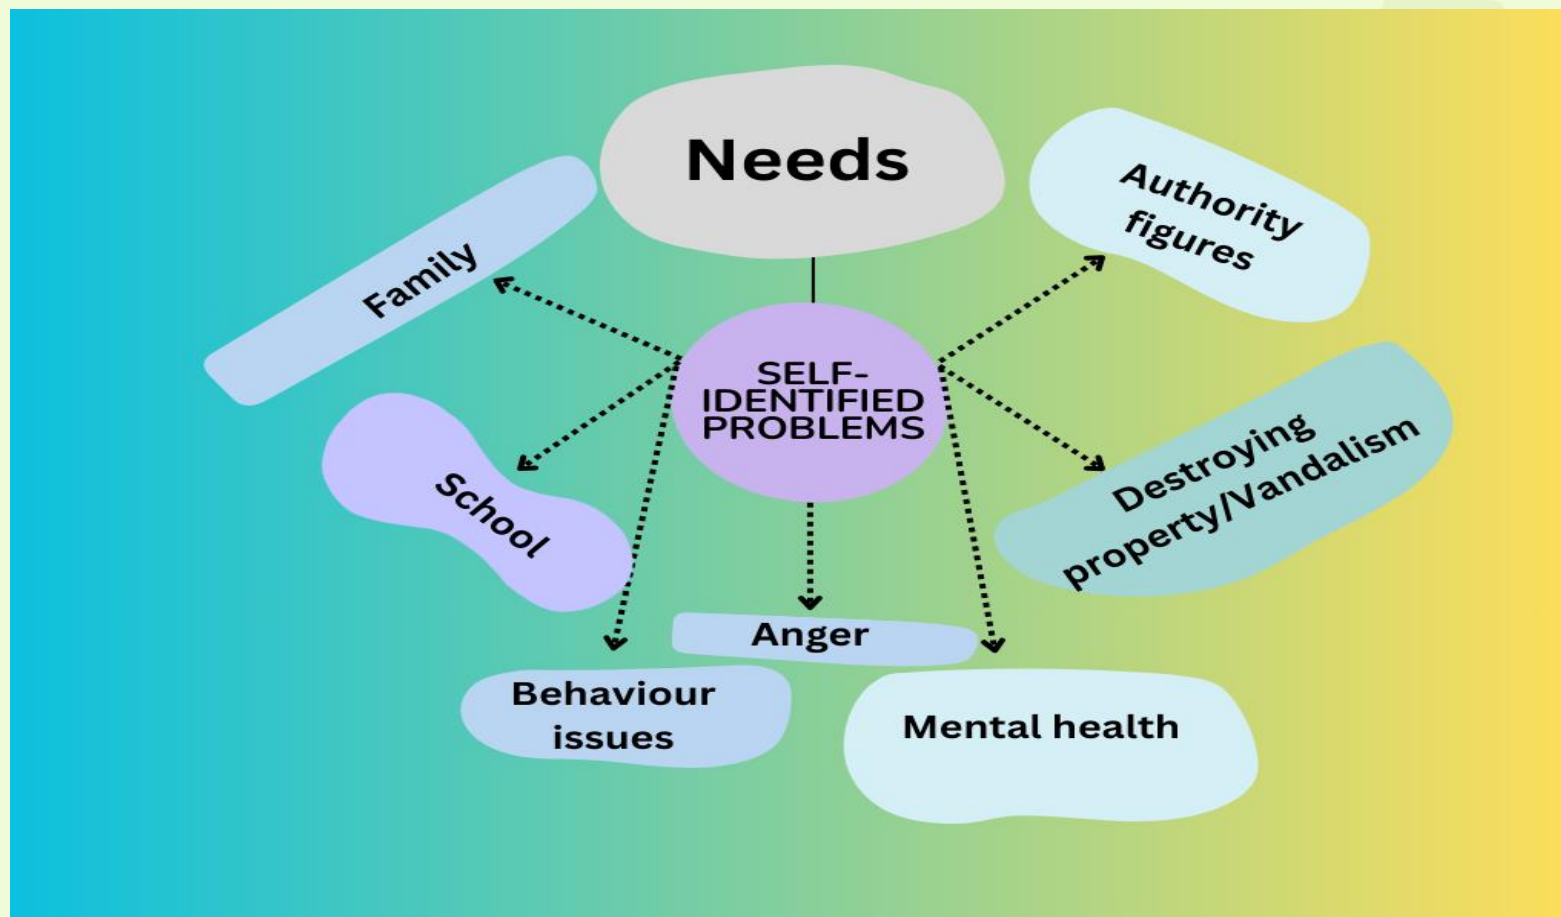 Needs
Authority
figures
Family
SELF-
IDENTIFIED
PROBLEMS
School
Destroying
property/Vandalism
Anger
Behaviour
issues
Mental health